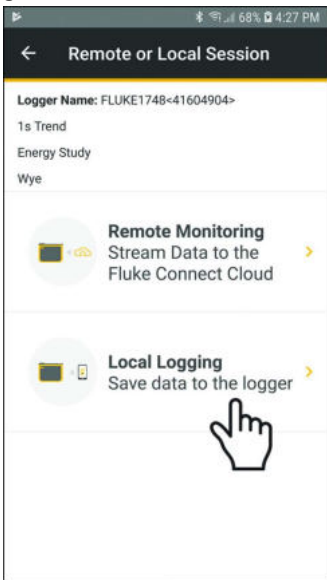 68% 4:27 PM
Remote or Local Session
Logger Name: FLUKE1748<41604904>
1s Trend
Energy Study
Wye
Remote Monitoring
Stream Data to the
Fluke Connect Cloud
Local Logging
Save data to the logger